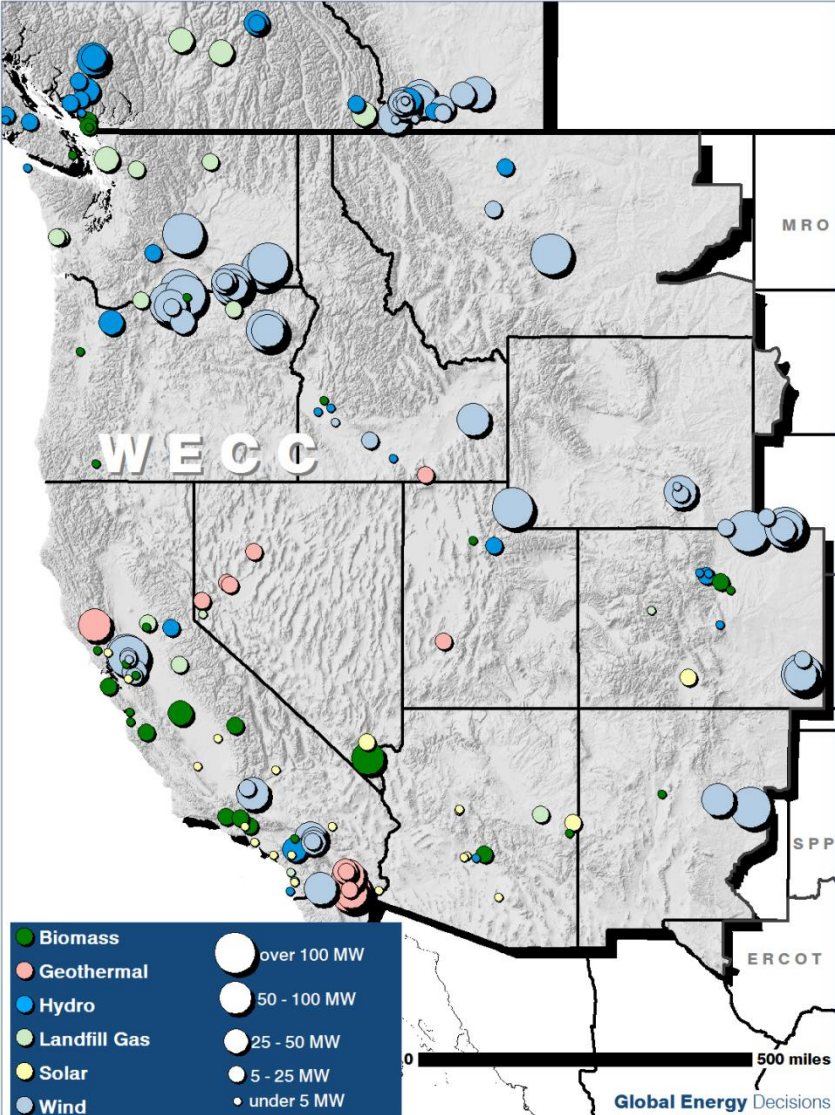 MRO
WECC
SPP
ERCOT
Biomass
Geothermal
Hydro
Landfill Gas
Solar
Wind
over 100 MW
50 - 100 MW
25 - 50 MW
5 - 25 MW
under 5 MW
.0
500 miles
Global Energy Decisions